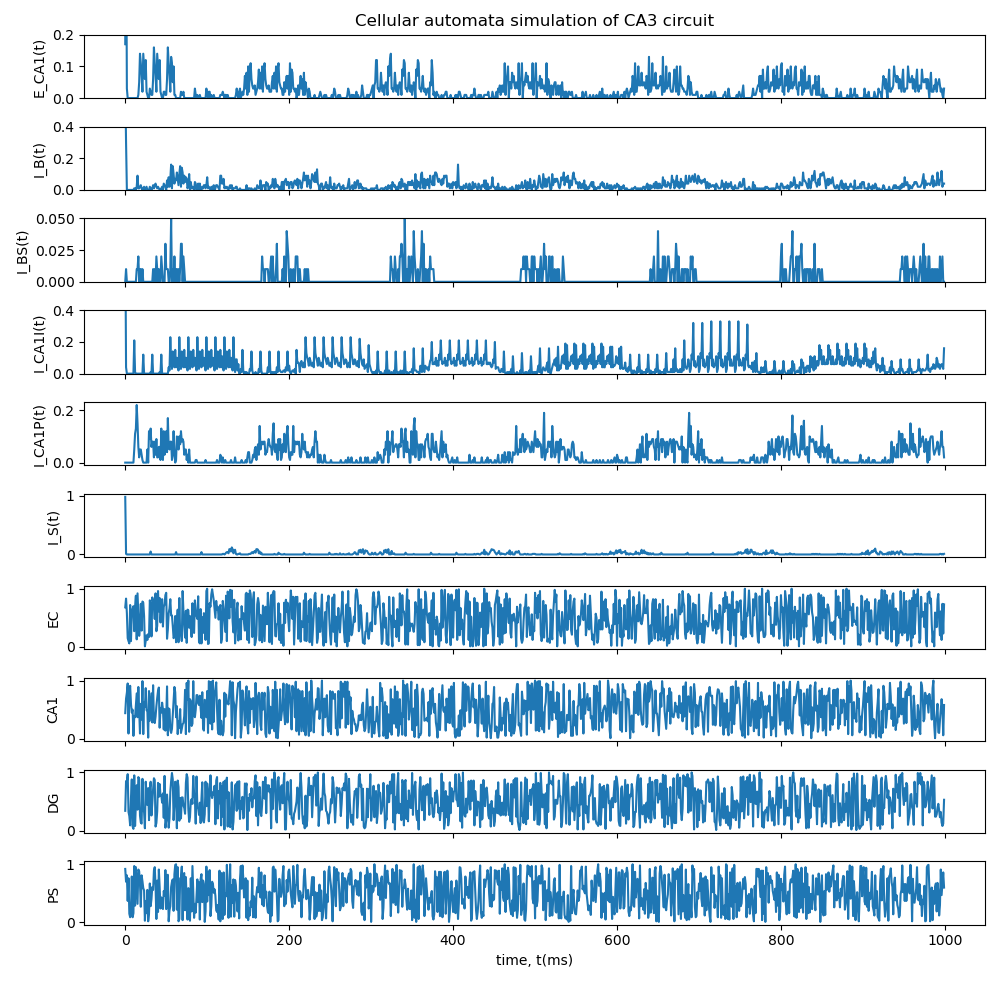 Cellular automata simulation of CA3 circuit
E_CA1(t)
0.2
0.1
0.0
I_B(t)
0.4
0.2
0.0
I_BS(t)
0.050
0.025
0.000
I_CA1I(t)
0.4
0.2
0.0
I_CA1P(t)
0.2
0.0
I_S(t)
1
0
EC
1
0
CA1
1
0
DG
1
0
PS
1
0
0 200 400 600 800 1000
time, t(ms)